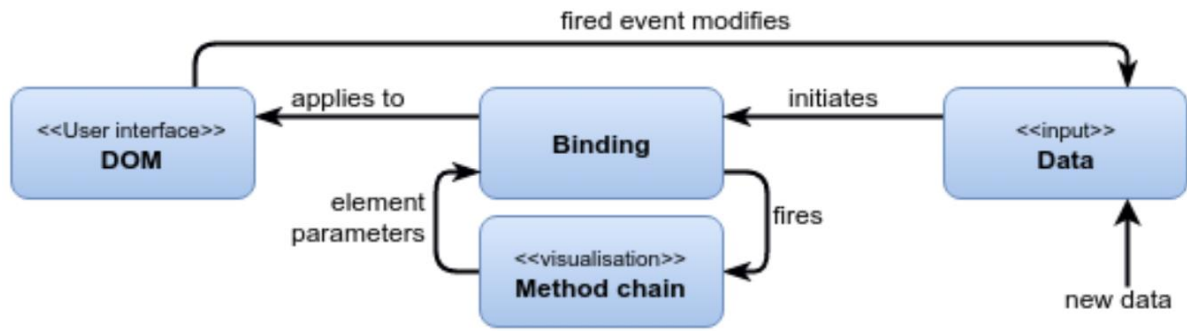 fired event modifies
applies to
initiates
<<User interface>>
DOM
Binding
<<input>>
Data
element
parameters
fires
<<visualisation>>
Method chain
new data